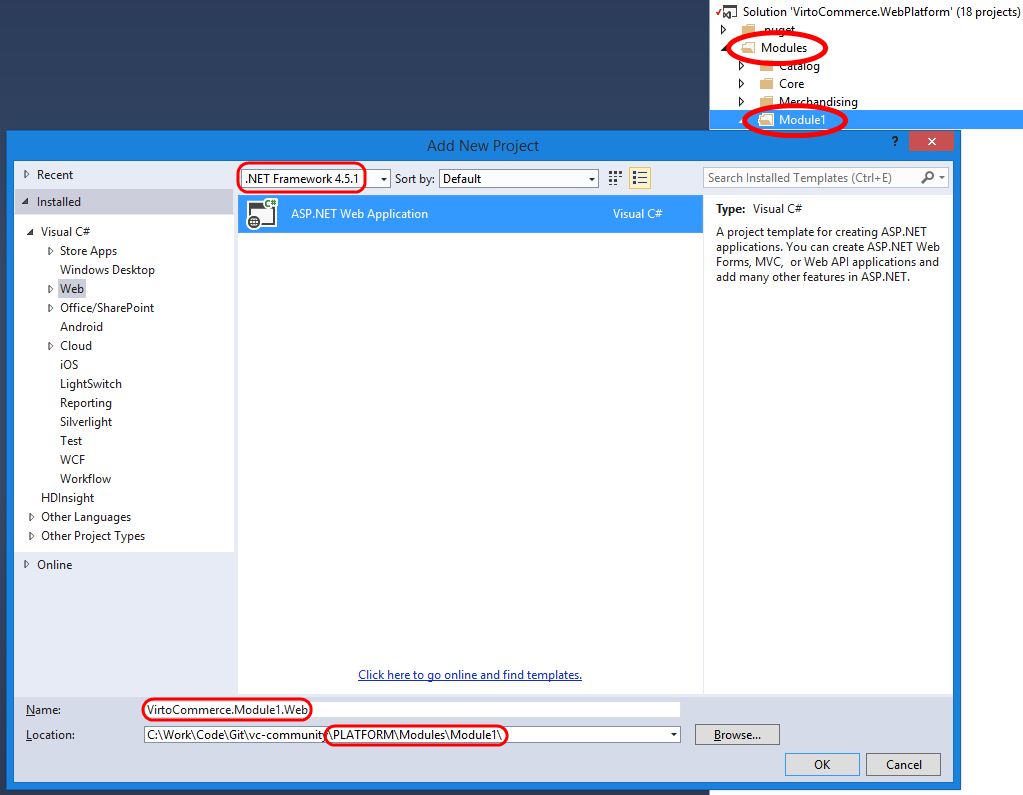 Solution 'VirtoCommerce.WebPlatform' (18 projects)
.nuget
Modules
Catalog
Core
Merchandising
Module1
Add New Project
?
Recent
.NET Framework 4.5.1
Sort by:
Default
Search Installed Templates (Ctrl+E)
Installed
C#
ASP.NET Web Application
Visual C#
Type: Visual C#
A project template for creating ASP.NET
applications. You can create ASP.NET Web
Forms, MVC, or Web API applications and
add many other features in ASP.NET.
Visual C#
Store Apps
Windows Desktop
Web
Office/SharePoint
Android
Cloud
iOS
LightSwitch
Reporting
Silverlight
Test
WCF
Workflow
HDInsight
Other Languages
Other Project Types
Online
Click here to go online and find templates.
Name:
VirtoCommerce.Module1.Web
Location:
C:\Work\Code\Git\vc-community\PLATFORM\Modules\Module1\
Browse...
OK
Cancel